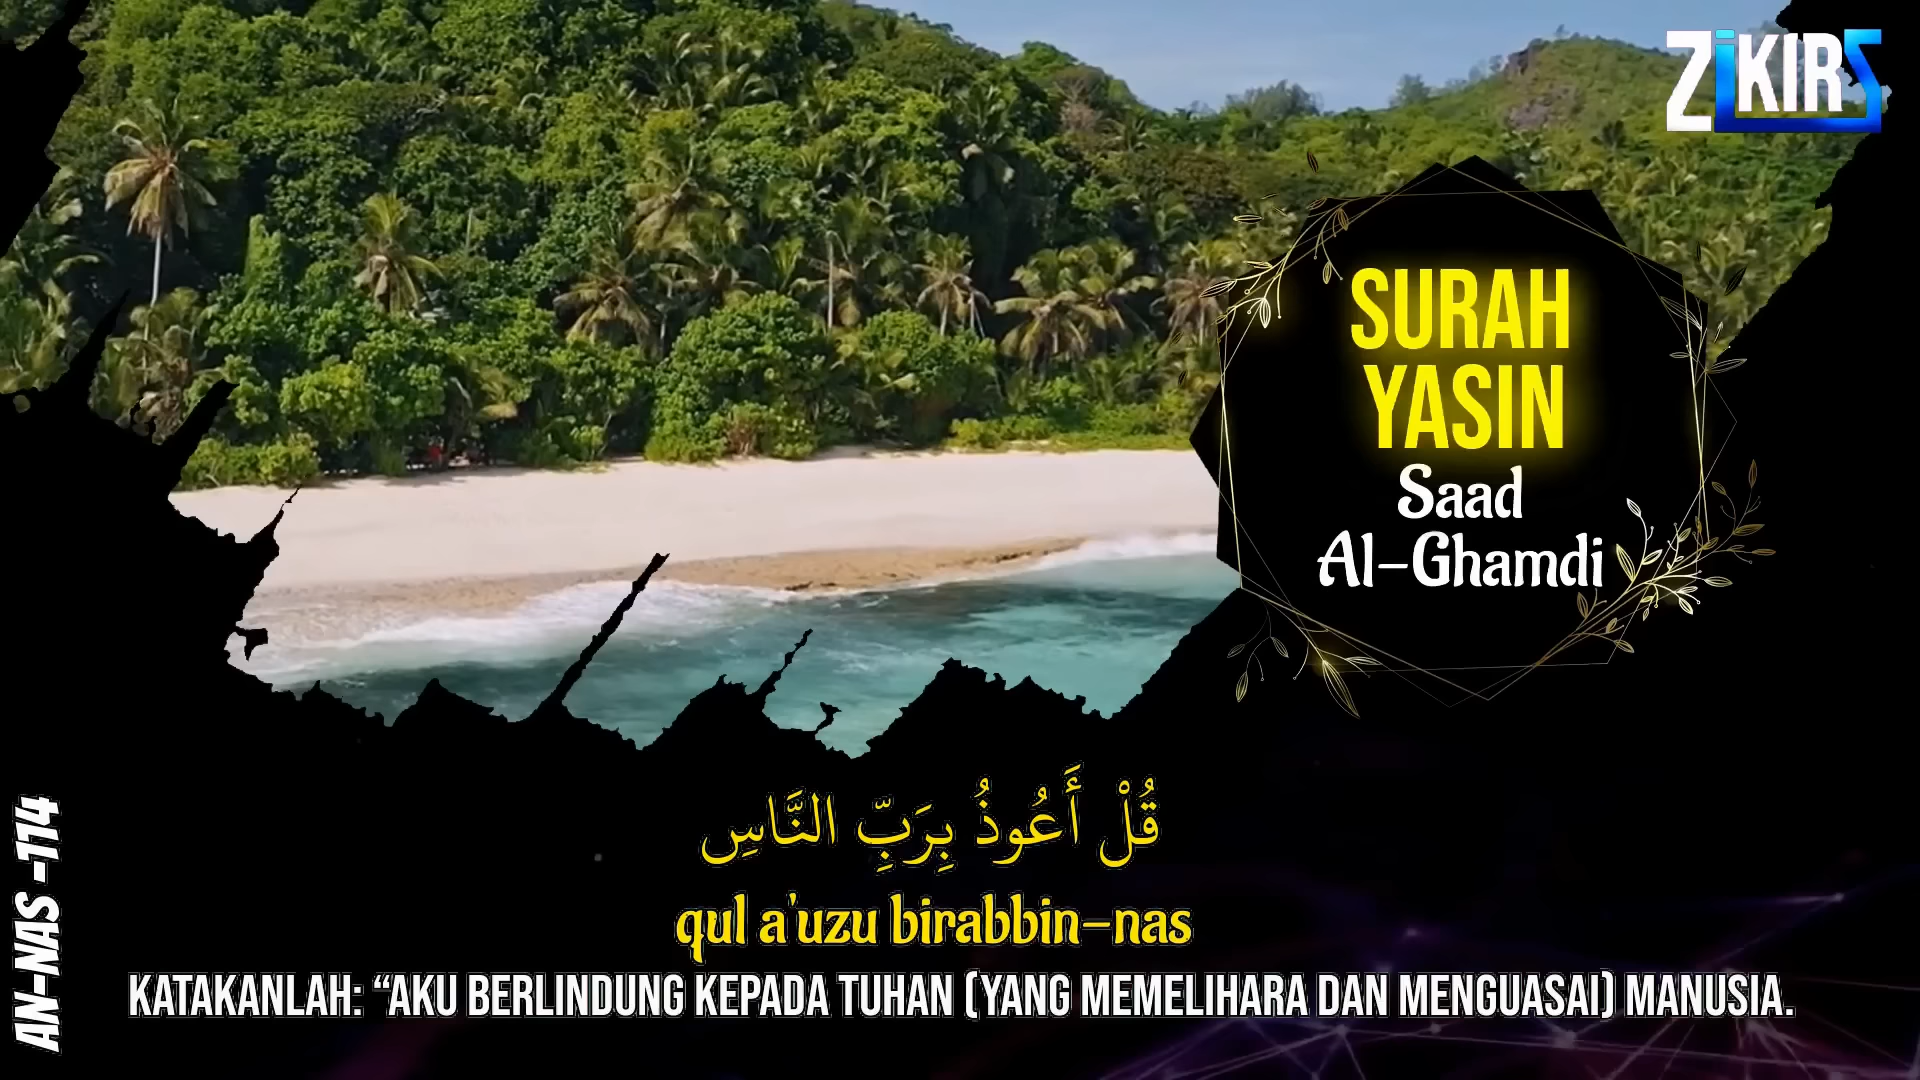 ZiKIRS
SURAH
YASIN
Saad
Al-Ghamdi
قُلْ أَعُوذُ بِرَبِّ النَّاسِ
qul a'uzu birabbin-nas
KATAKANLAH: “AKU BERLINDUNG KEPADA TUHAN (YANG MEMELIHARA DAN MENGUASAI) MANUSIA.
AN-NAS -114